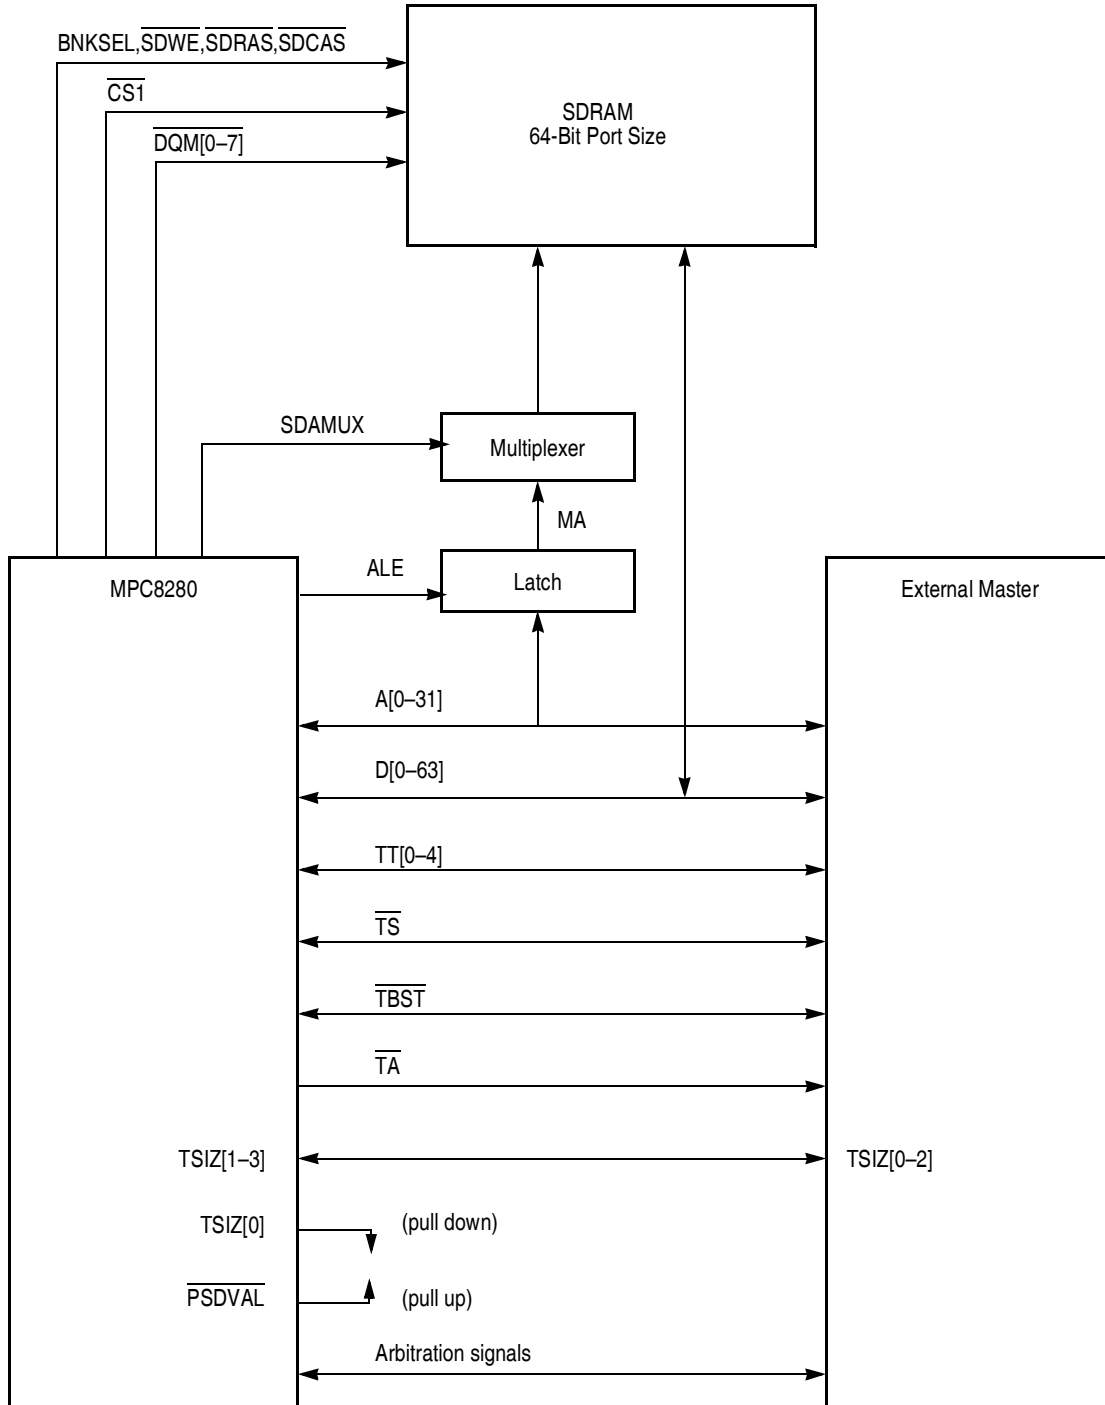 BNKSEL,SDWE,SDRAS,SDCAS
CS1
DQM[0–7]
SDRAM
64-Bit Port Size
SDAMUX
Multiplexer
MA
ALE
Latch
MPC8280
External Master
A[0–31]
D[0–63]
TT[0–4]
TS
TBST
TA
TSIZ[1–3]
TSIZ[0–2]
TSIZ[0]
(pull down)
PSDVAL
(pull up)
Arbitration signals